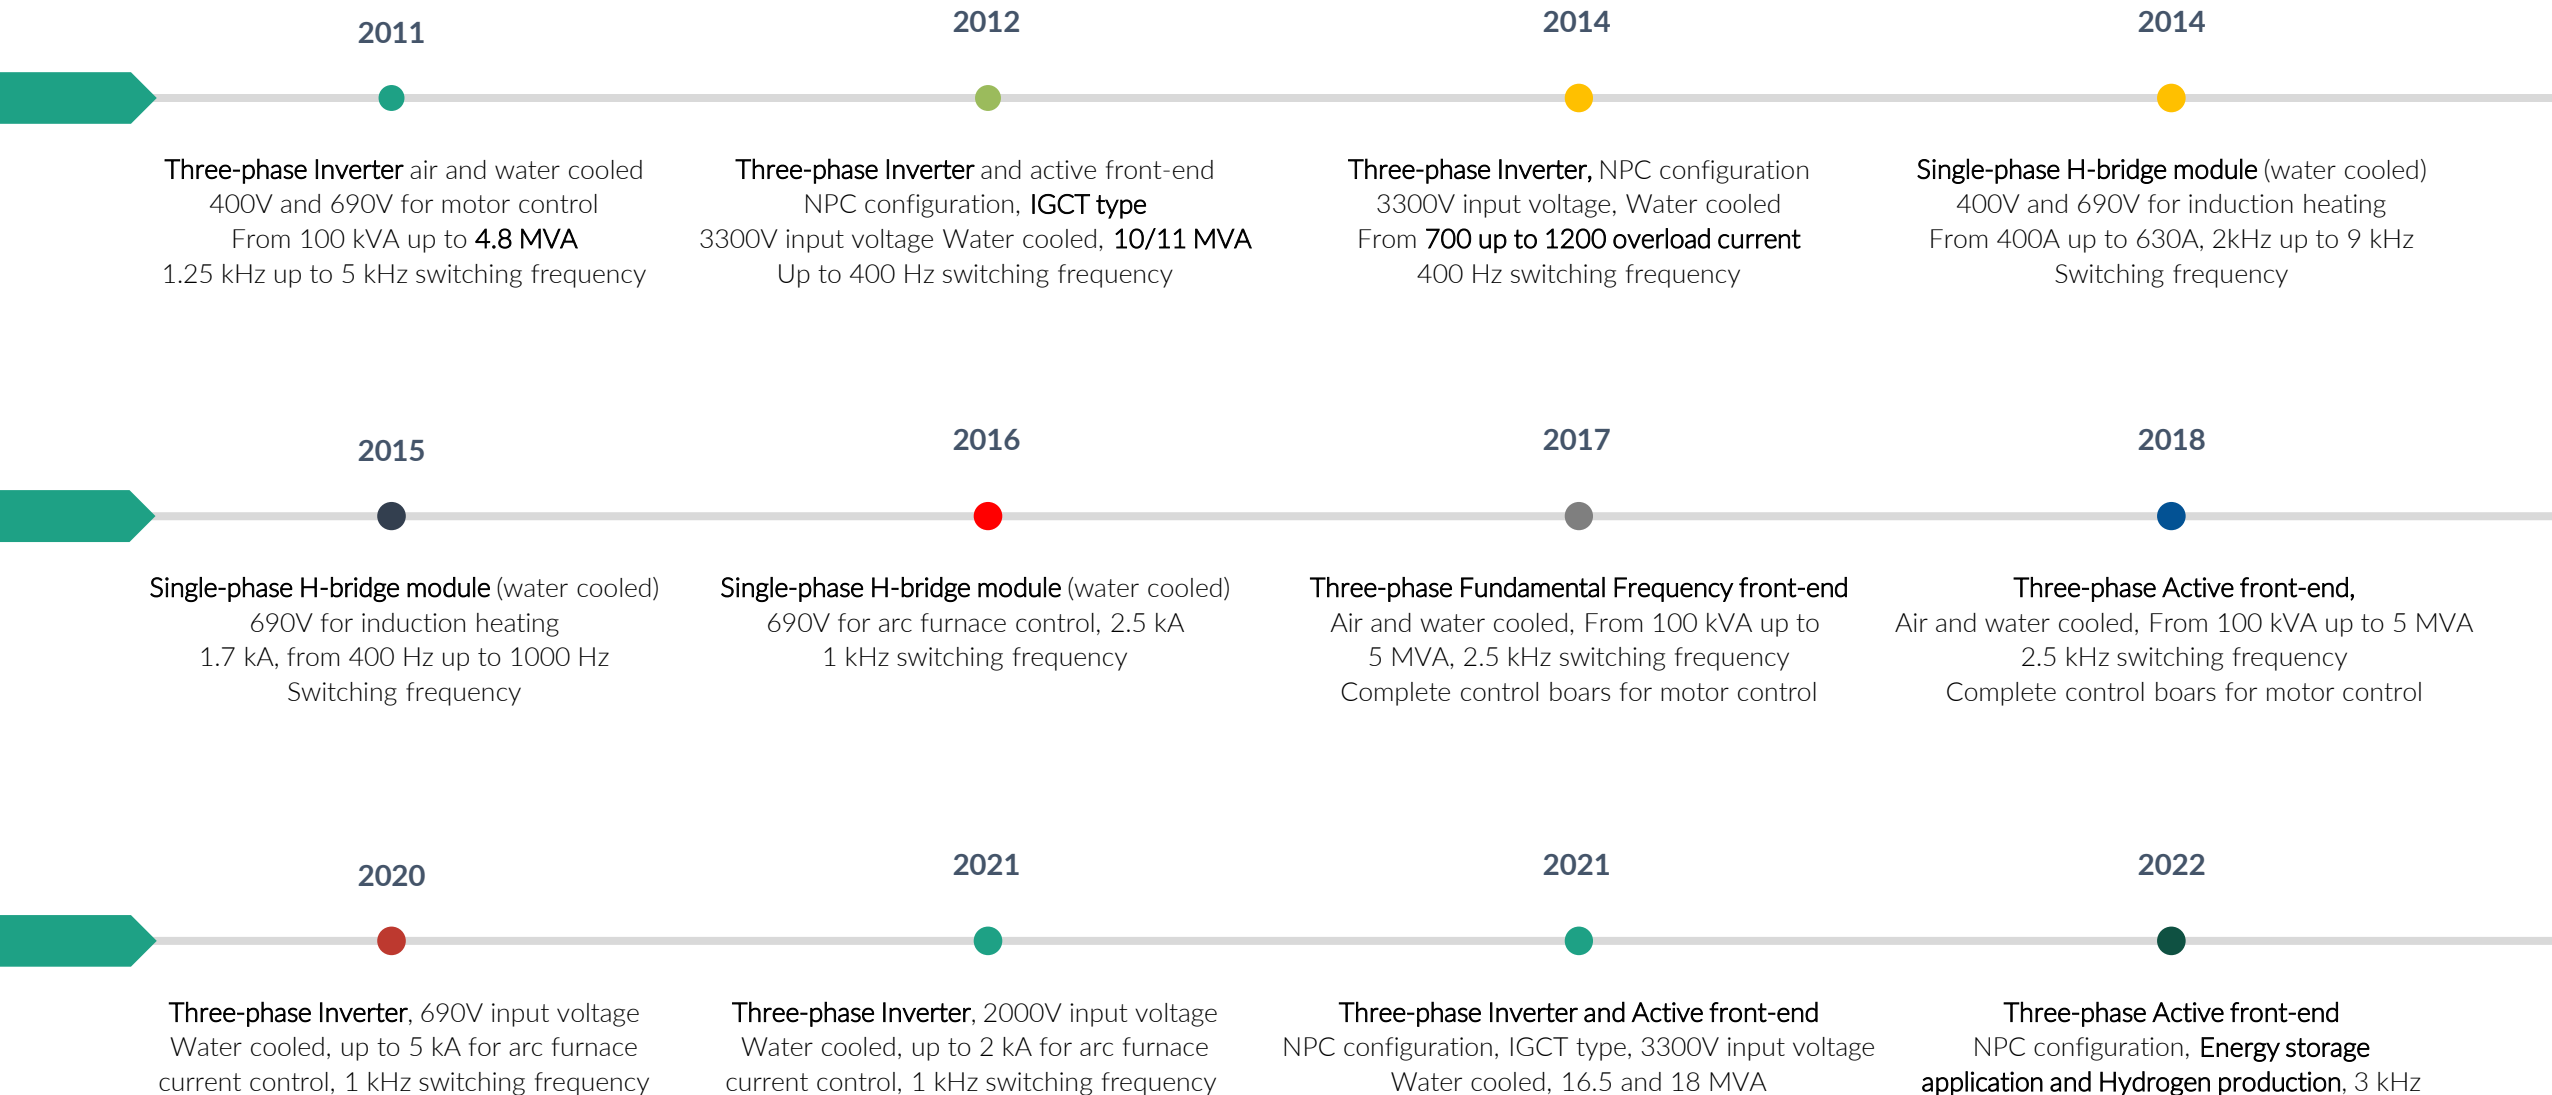 2011
Three-phase Inverter air and water cooled
400V and 690V for motor control
From 100 kVA up to 4.8 MVA
1.25 kHz up to 5 kHz switching frequency
2012
Three-phase Inverter and active front-end
NPC configuration, IGCT type
3300V input voltage Water cooled, 10/11 MVA
Up to 400 Hz switching frequency
2014
Three-phase Inverter, NPC configuration
3300V input voltage, Water cooled
From 700 up to 1200 overload current
400 Hz switching frequency
2014
Single-phase H-bridge module (water cooled)
400V and 690V for induction heating
From 400A up to 630A, 2kHz up to 9 kHz
Switching frequency
2015
Single-phase H-bridge module (water cooled)
690V for induction heating
1.7 kA, from 400 Hz up to 1000 Hz
Switching frequency
2016
Single-phase H-bridge module (water cooled)
690V for arc furnace control, 2.5 kA
1 kHz switching frequency
2017
Three-phase Fundamental Frequency front-end
Air and water cooled, From 100 kVA up to
5 MVA, 2.5 kHz switching frequency
Complete control boars for motor control
2018
Three-phase Active front-end,
Air and water cooled, From 100 kVA up to 5 MVA
2.5 kHz switching frequency
Complete control boars for motor control
2020
Three-phase Inverter, 690V input voltage
Water cooled, up to 5 kA for arc furnace
current control, 1 kHz switching frequency
2021
Three-phase Inverter, 2000V input voltage
Water cooled, up to 2 kA for arc furnace
current control, 1 kHz switching frequency
2021
Three-phase Inverter and Active front-end
NPC configuration, IGCT type, 3300V input voltage
Water cooled, 16.5 and 18 MVA
2022
Three-phase Active front-end
NPC configuration, Energy storage
application and Hydrogen production, 3 kHz